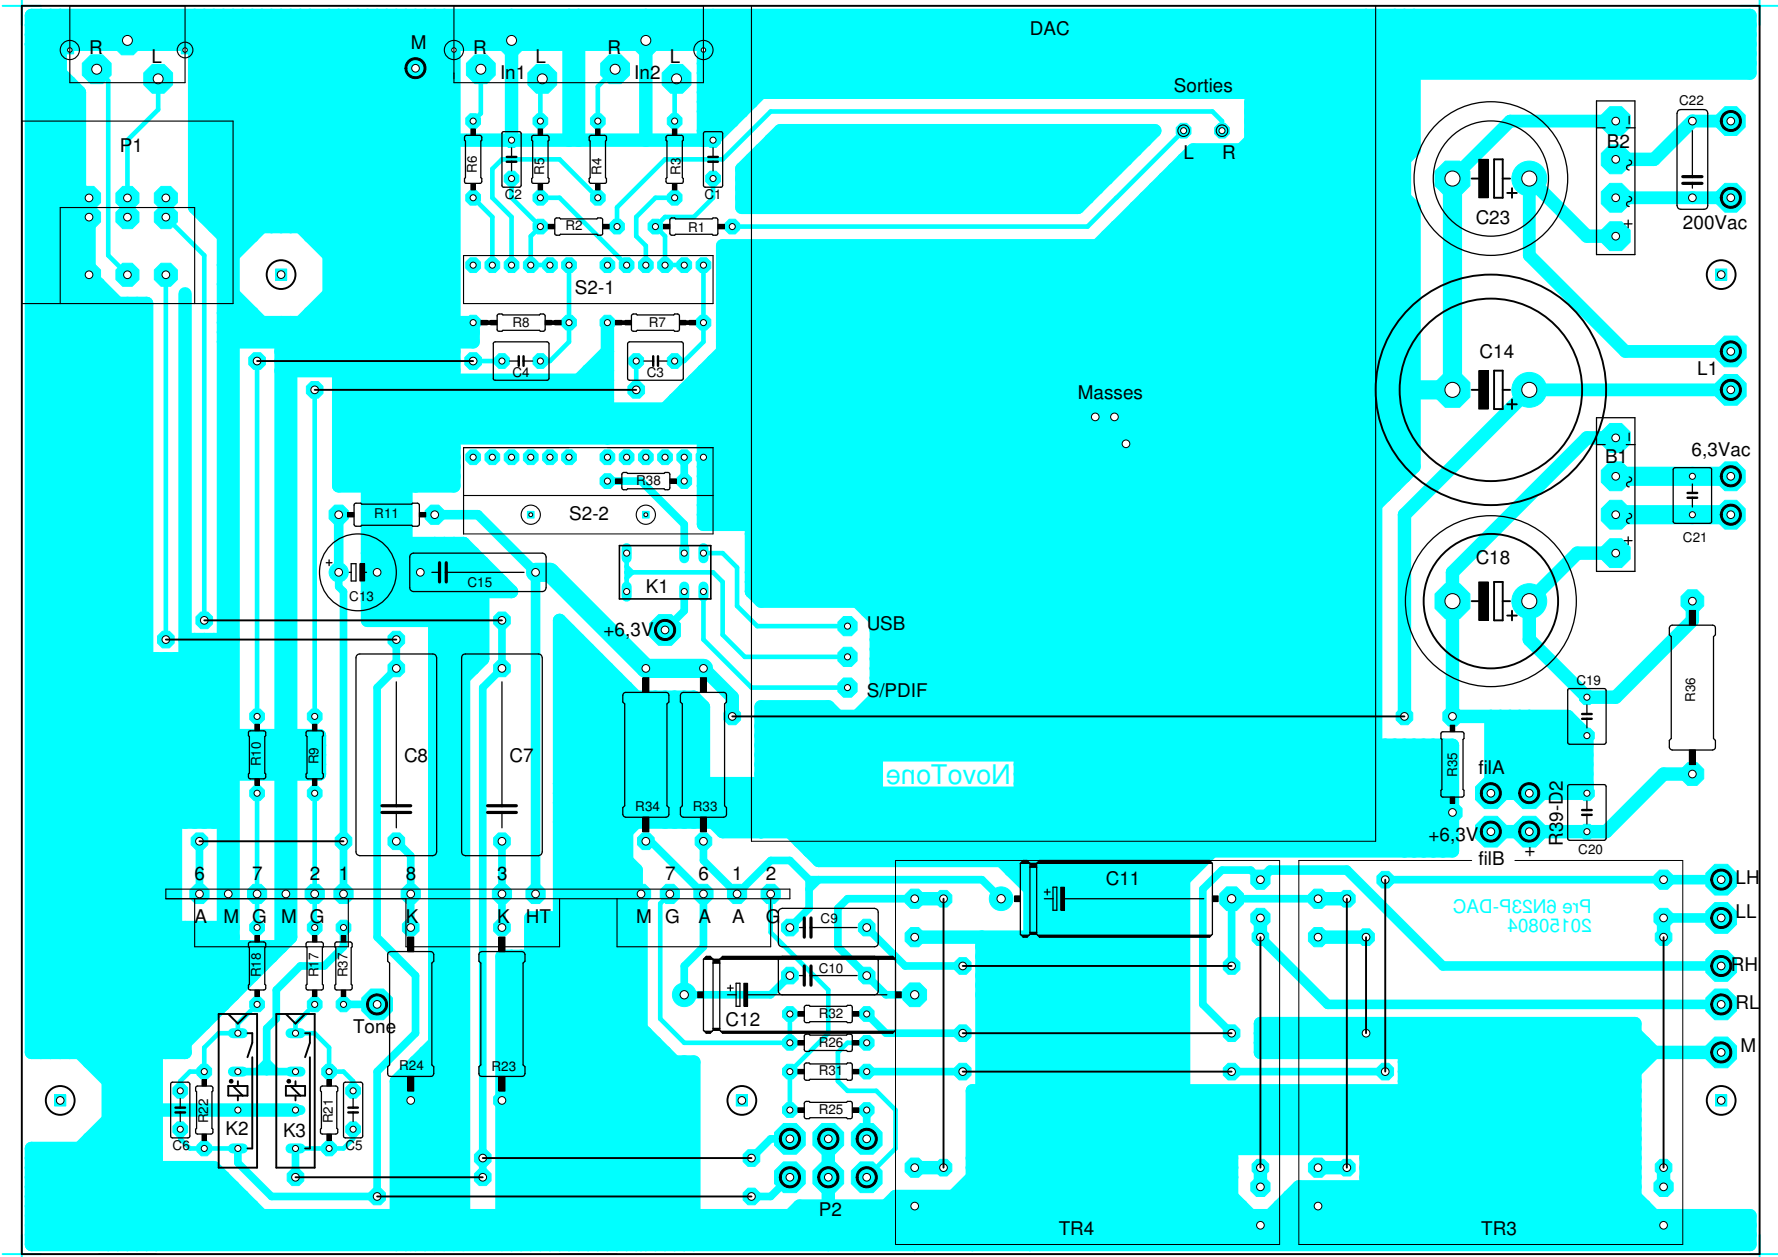 DAC
M
R
L
R
L
R
L
In1
In2
Sorties
L
R
P1
R6
C2
R5
R4
R3
C1
R2
R1
S2-1
R8
R7
C4
C3
B2
~
~
+
C22
200Vac
C23
+
C14
+
L1
Masses
B1
~
~
+
6,3Vac
C21
C18
+
R38
S2-2
R11
+
C13
C15
K1
+6,3V
USB
S/PDIF
C19
R36
R10
R9
C8
C7
R34
R33
NovoTone
R35
filA
R39-D2
+6,3V
+
filB
C20
6
7
2
1
8
3
7
6
1
2
A
M
G
M
G
K
K
HT
M
G
A
A
G
C11
+
C9
C10
C12
+
LH
LL
RH
RL
M
Pre 6N23P-DAC
20150804
R18
R17
R37
Tone
R24
R23
R32
R26
R31
R25
C6
R22
K2
K3
R21
C5
P2
TR4
TR3